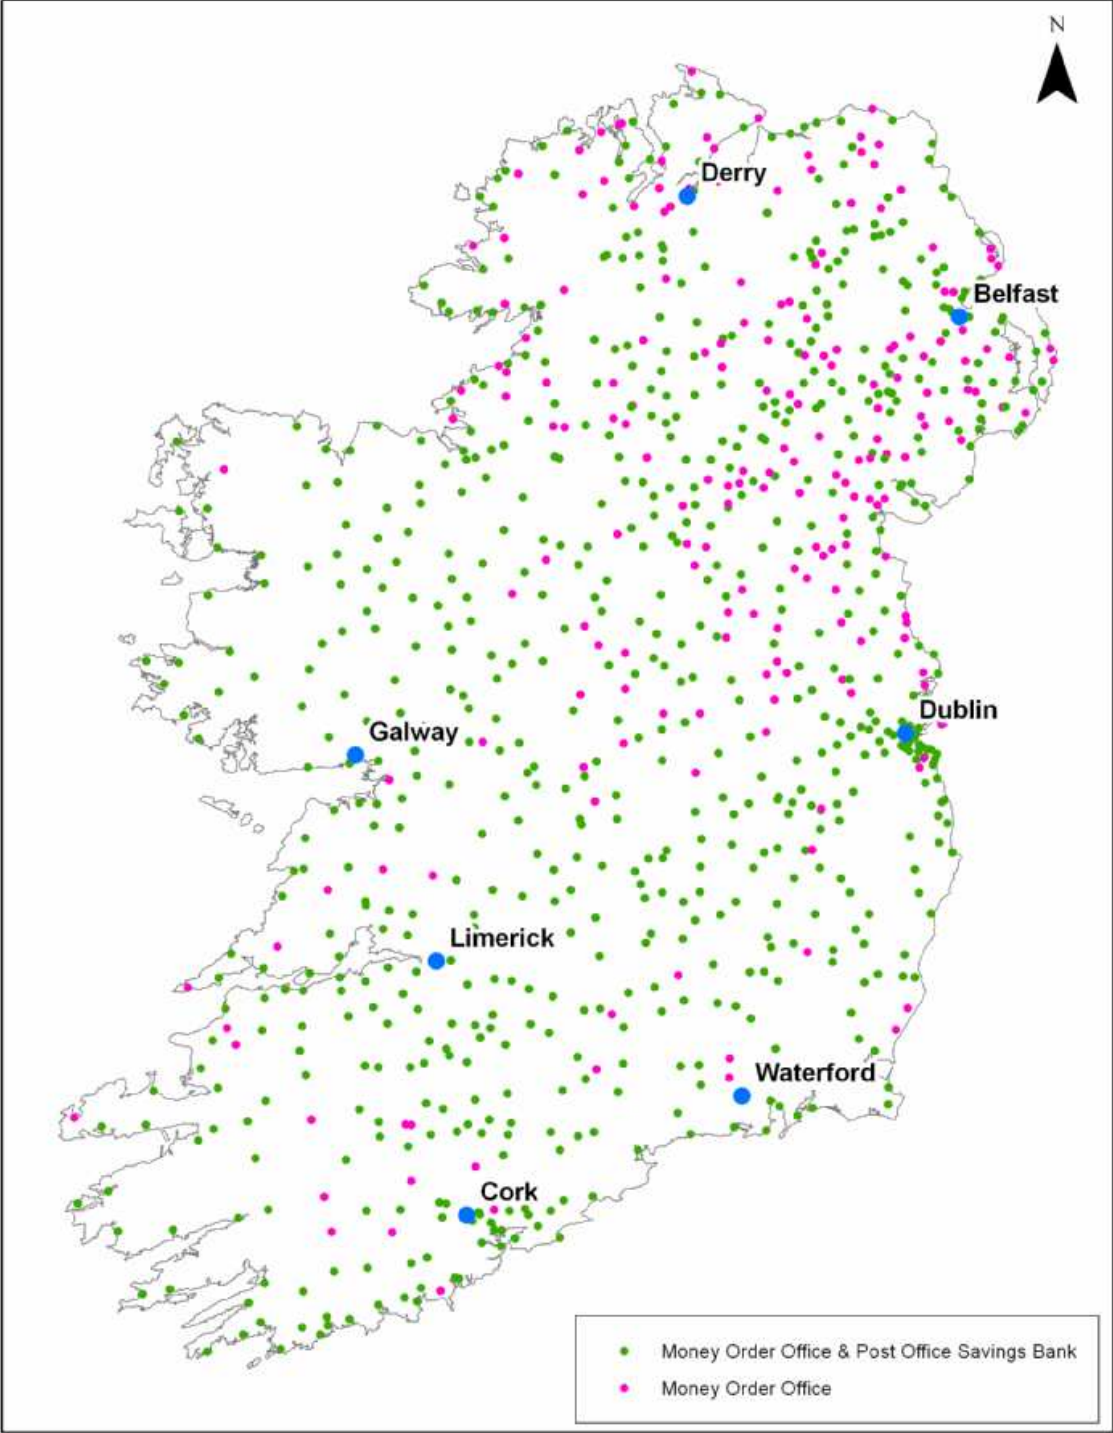 N
Derry
Belfast
Dublin
Galway
Limerick
Waterford
Cork
Money Order Office & Post Office Savings Bank
Money Order Office